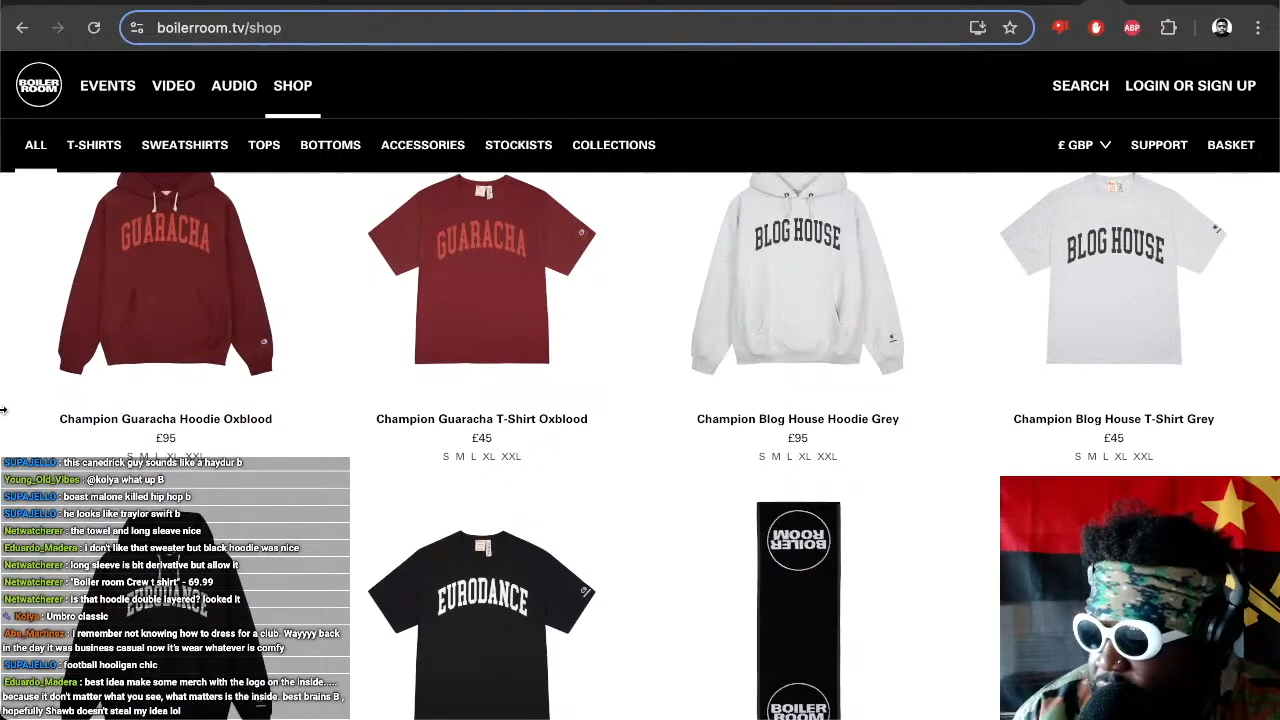 boilerroom.tv/shop
ABP
BOILER
ROOM
EVENTS VIDEO AUDIO SHOP
SEARCH LOGIN OR SIGN UP
ALL T-SHIRTS SWEATSHIRTS TOPS BOTTOMS ACCESSORIES STOCKISTS COLLECTIONS
£ GBP SUPPORT BASKET
GUARACHA
GUARACHA
BLOG HOUSE
BLOG HOUSE
Champion Guaracha Hoodie Oxblood
£95
S M L XL XXL
Champion Guaracha T-Shirt Oxblood
£45
S M L XL XXL
Champion Blog House Hoodie Grey
£95
S M L XL XXL
Champion Blog House T-Shirt Grey
£45
S M L XL XXL
SUPAJELLO : this canedrick guy sounds like a haydur b
Young_Old_Vibes : @kolya what up B
SUPAJELLO : boast malone killed hip hop b
SUPAJELLO : he looks like traylor swift b
Netwatcherer : the towel and long sleave nice
Eduardo_Madera : i don't like that sweater but black hoodie was nice
Netwatcherer : long sleeve is bit derivative but allow it
Netwatcherer : "Boiler room Crew t shirt" - 69.99
Netwatcherer : Is that hoodie double layered? looked it
Kolya : Umbro classic
Abe_Martinez : I remember not knowing how to dress for a club. Wayyyy back
in the day it was business casual now it's wear whatever is comfy
SUPAJELLO : football hooligan chic
Eduardo_Madera : best idea make some merch with the logo on the inside.....
because it don't matter what you see, what matters is the inside. best brains B ,
hopefully Shawb doesn't steal my idea lol
EURODANCE
EURODANCE
BOILER
ROOM
BOILER
ROOM